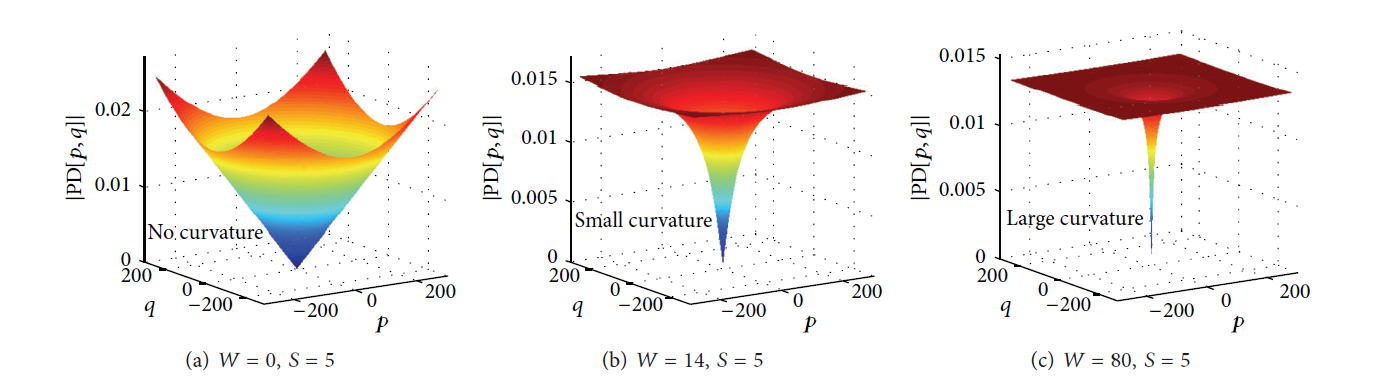 0.02
0.01
0
|PD[p, q]|
No curvature
200
0
−200
q
−200
0
200
p
(a) W = 0, S = 5
0.015
0.01
0.005
0
|PD[p, q]|
Small curvature
200
0
−200
q
−200
0
200
p
(b) W = 14, S = 5
0.015
0.01
0.005
0
|PD[p, q]|
Large curvature
200
0
−200
q
−200
0
200
p
(c) W = 80, S = 5